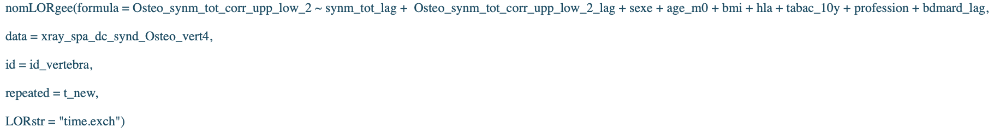 nomLORgee(formula = Osteo_synm_tot_corr_upp_low_2 ~ synm_tot_lag + Osteo_synm_tot_corr_upp_low_2_lag + sexe + age_m0 + bmi + hla + tabac_10y + profession + bdmard_lag,
data = xray_spa_dc_synd_Osteo_vert4,
id = id_vertebra,
repeated = t_new,
LORstr = "time.exch")